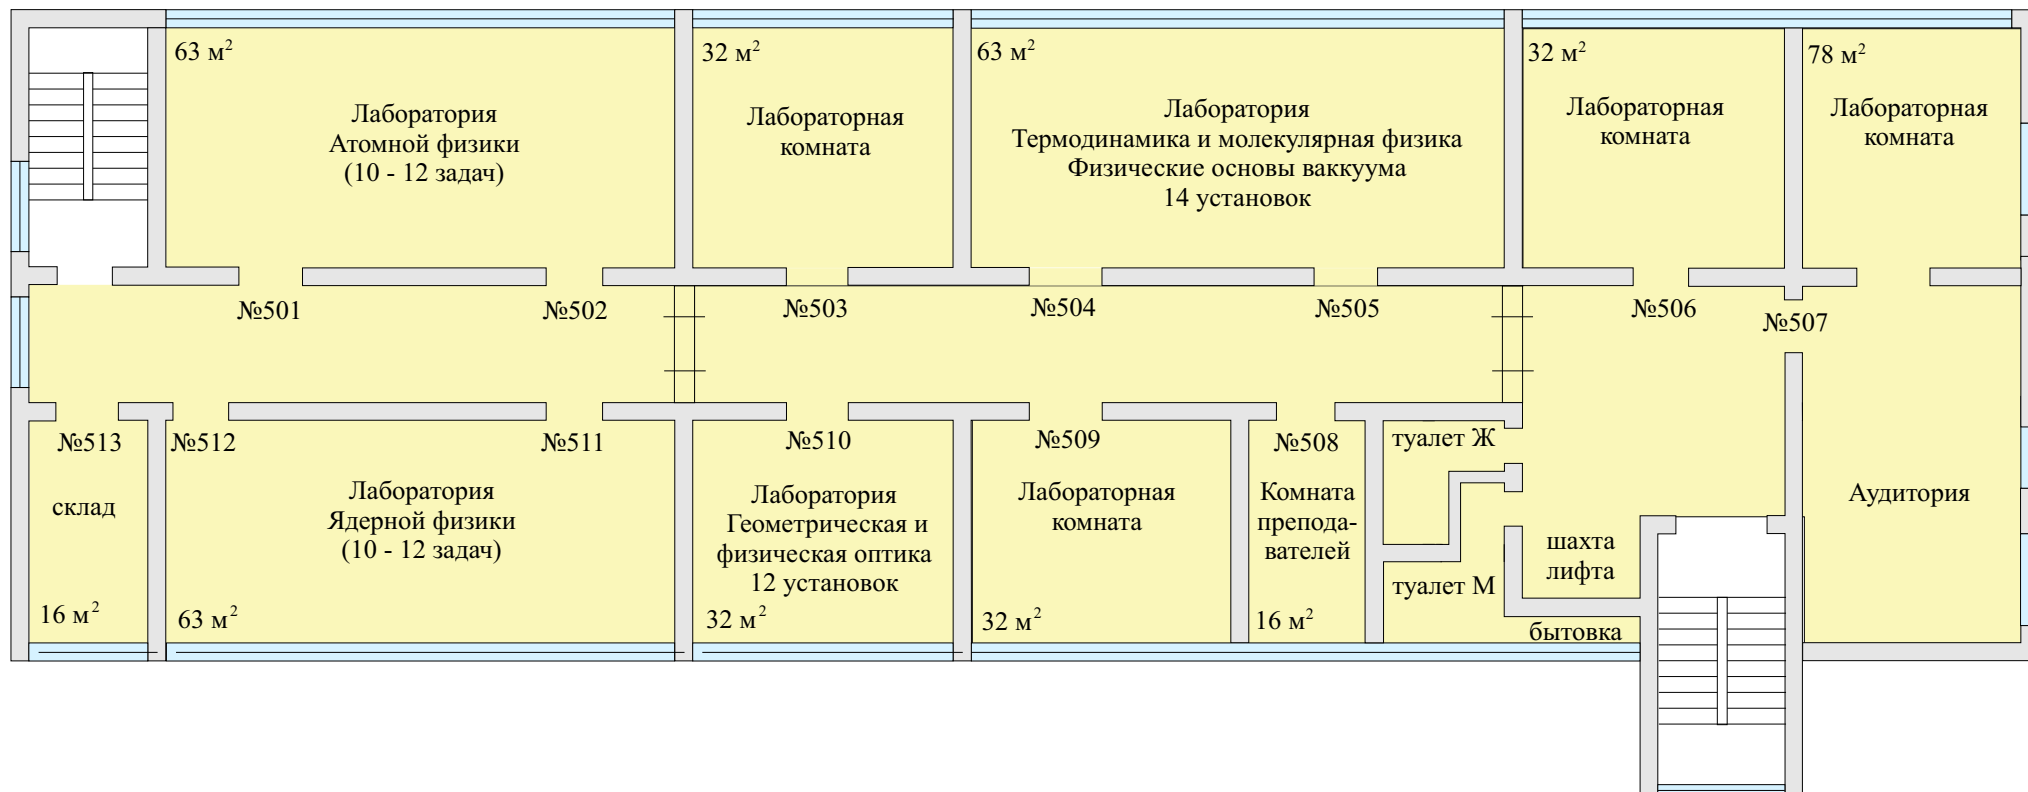 63 м²
Лаборатория
Атомной физики
(10 - 12 задач)
32 м²
Лабораторная
комната
63 м²
Лаборатория
Термодинамика и молекулярная физика
Физические основы ваккуума
14 установок
32 м²
Лабораторная
комната
78 м²
Лабораторная
комната
№501
№502
№503
№504
№505
№506
№507
№513
склад
16 м²
№512
№511
Лаборатория
Ядерной физики
(10 - 12 задач)
63 м²
№510
Лаборатория
Геометрическая и
физическая оптика
12 установок
32 м²
№509
Лабораторная
комната
32 м²
№508
Комната
препода-
вателей
16 м²
туалет Ж
туалет М
шахта
лифта
бытовка
Аудитория